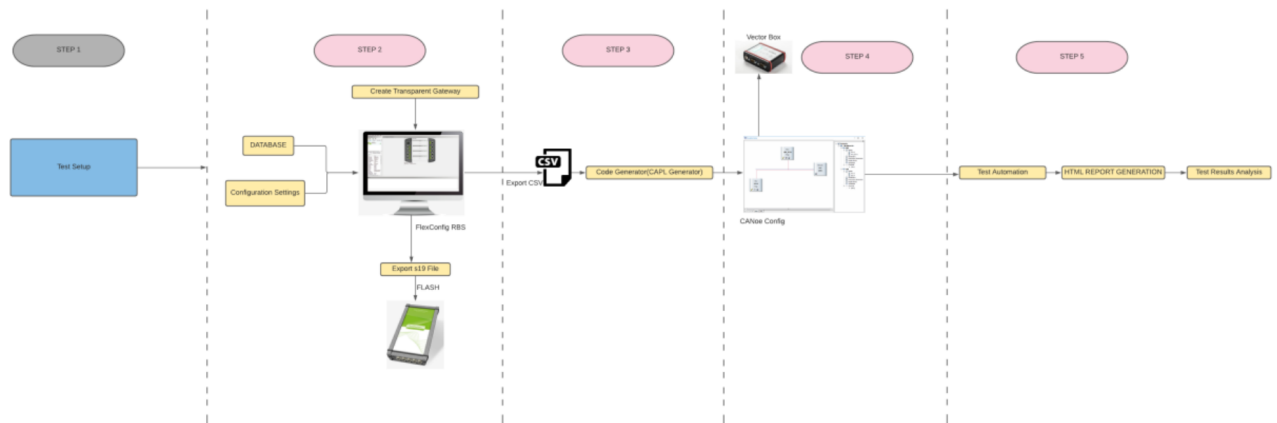 STEP 1
STEP 2
STEP 3
Vector Box
STEP 4
STEP 5
Create Transparent Gateway
DATABASE
Configuration Settings
Test Setup
FlexConfig RBS
Export s19 File
FLASH
CSV
Export CSV
Code Generator(CAPL Generator)
CANoe Config
Test Automation
HTML REPORT GENERATION
Test Results Analysis